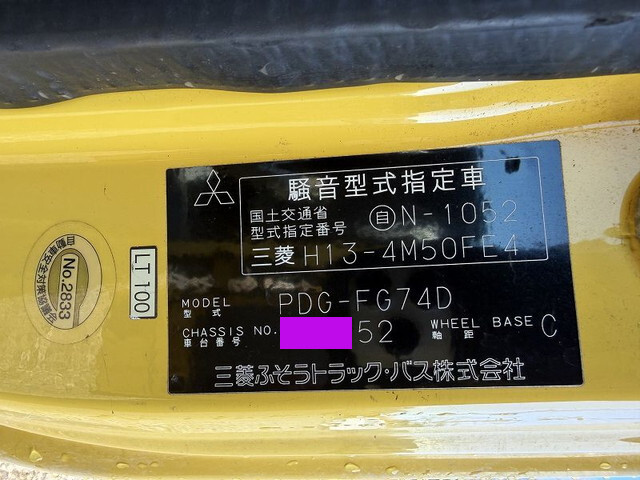 騒音型式指定車
国土交通省
型式指定番号
自 N-1052
三菱 H13-4M50FE4
MODEL PDG-FG74D
型式
CHASSIS NO. 52 WHEEL BASE C
車台番号 軸距
三菱ふそうトラック・バス株式会社
LT100
No.2833